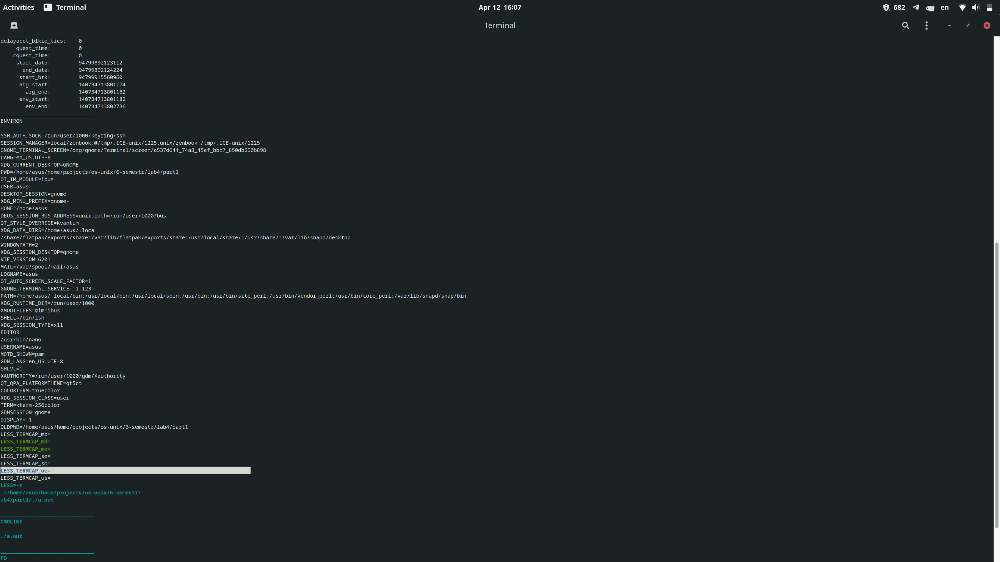 Activities Terminal Apr 12 16:07 682 en
Terminal
delayacct_blkio_tics: 0
quest_time: 0
cquest_time: 0
start_data: 94799892123112
end_data: 94799892124224
start_brk: 94799915560960
arg_start: 140734713801174
arg_end: 140734713801182
env_start: 140734713801182
env_end: 140734713802736
______________________________
ENVIRON
SSH_AUTH_SOCK=/run/user/1000/keyring/ssh
SESSION_MANAGER=local/zenbook:@/tmp/.ICE-unix/1225,unix/zenbook:/tmp/.ICE-unix/1225
GNOME_TERMINAL_SCREEN=/org/gnome/Terminal/screen/a537d644_74a8_45af_bbc7_850db590b898
LANG=en_US.UTF-8
XDG_CURRENT_DESKTOP=GNOME
PWD=/home/asus/home/projects/os-unix/6-semestr/lab4/part1
QT_IM_MODULE=ibus
USER=asus
DESKTOP_SESSION=gnome
XDG_MENU_PREFIX=gnome-
HOME=/home/asus
DBUS_SESSION_BUS_ADDRESS=unix:path=/run/user/1000/bus
QT_STYLE_OVERRIDE=kvantum
XDG_DATA_DIRS=/home/asus/.loca
/share/flatpak/exports/share:/var/lib/flatpak/exports/share:/usr/local/share/:/usr/share/:/var/lib/snapd/desktop
WINDOWPATH=2
XDG_SESSION_DESKTOP=gnome
VTE_VERSION=6201
MAIL=/var/spool/mail/asus
LOGNAME=asus
QT_AUTO_SCREEN_SCALE_FACTOR=1
GNOME_TERMINAL_SERVICE=:1.123
PATH=/home/asus/.local/bin:/usr/local/bin:/usr/local/sbin:/usr/bin:/usr/bin/site_perl:/usr/bin/vendor_perl:/usr/bin/core_perl:/var/lib/snapd/snap/bin
XDG_RUNTIME_DIR=/run/user/1000
XMODIFIERS=@im=ibus
SHELL=/bin/zsh
XDG_SESSION_TYPE=x11
EDITOR
/usr/bin/nano
USERNAME=asus
MOTD_SHOWN=pam
GDM_LANG=en_US.UTF-8
SHLVL=1
XAUTHORITY=/run/user/1000/gdm/Xauthority
QT_QPA_PLATFORMTHEME=qt5ct
COLORTERM=truecolor
XDG_SESSION_CLASS=user
TERM=xterm-256color
GDMSESSION=gnome
DISPLAY=:1
OLDPWD=/home/asus/home/projects/os-unix/6-semestr/lab4/part1
LESS_TERMCAP_mb=
LESS_TERMCAP_md=
LESS_TERMCAP_me=
LESS_TERMCAP_se=
LESS_TERMCAP_so=
LESS_TERMCAP_ue=
LESS_TERMCAP_us=
LESS=-r
_=/home/asus/home/projects/os-unix/6-semestr/
ab4/part1/./a.out
______________________________
CMDLINE
./a.out
______________________________
FD